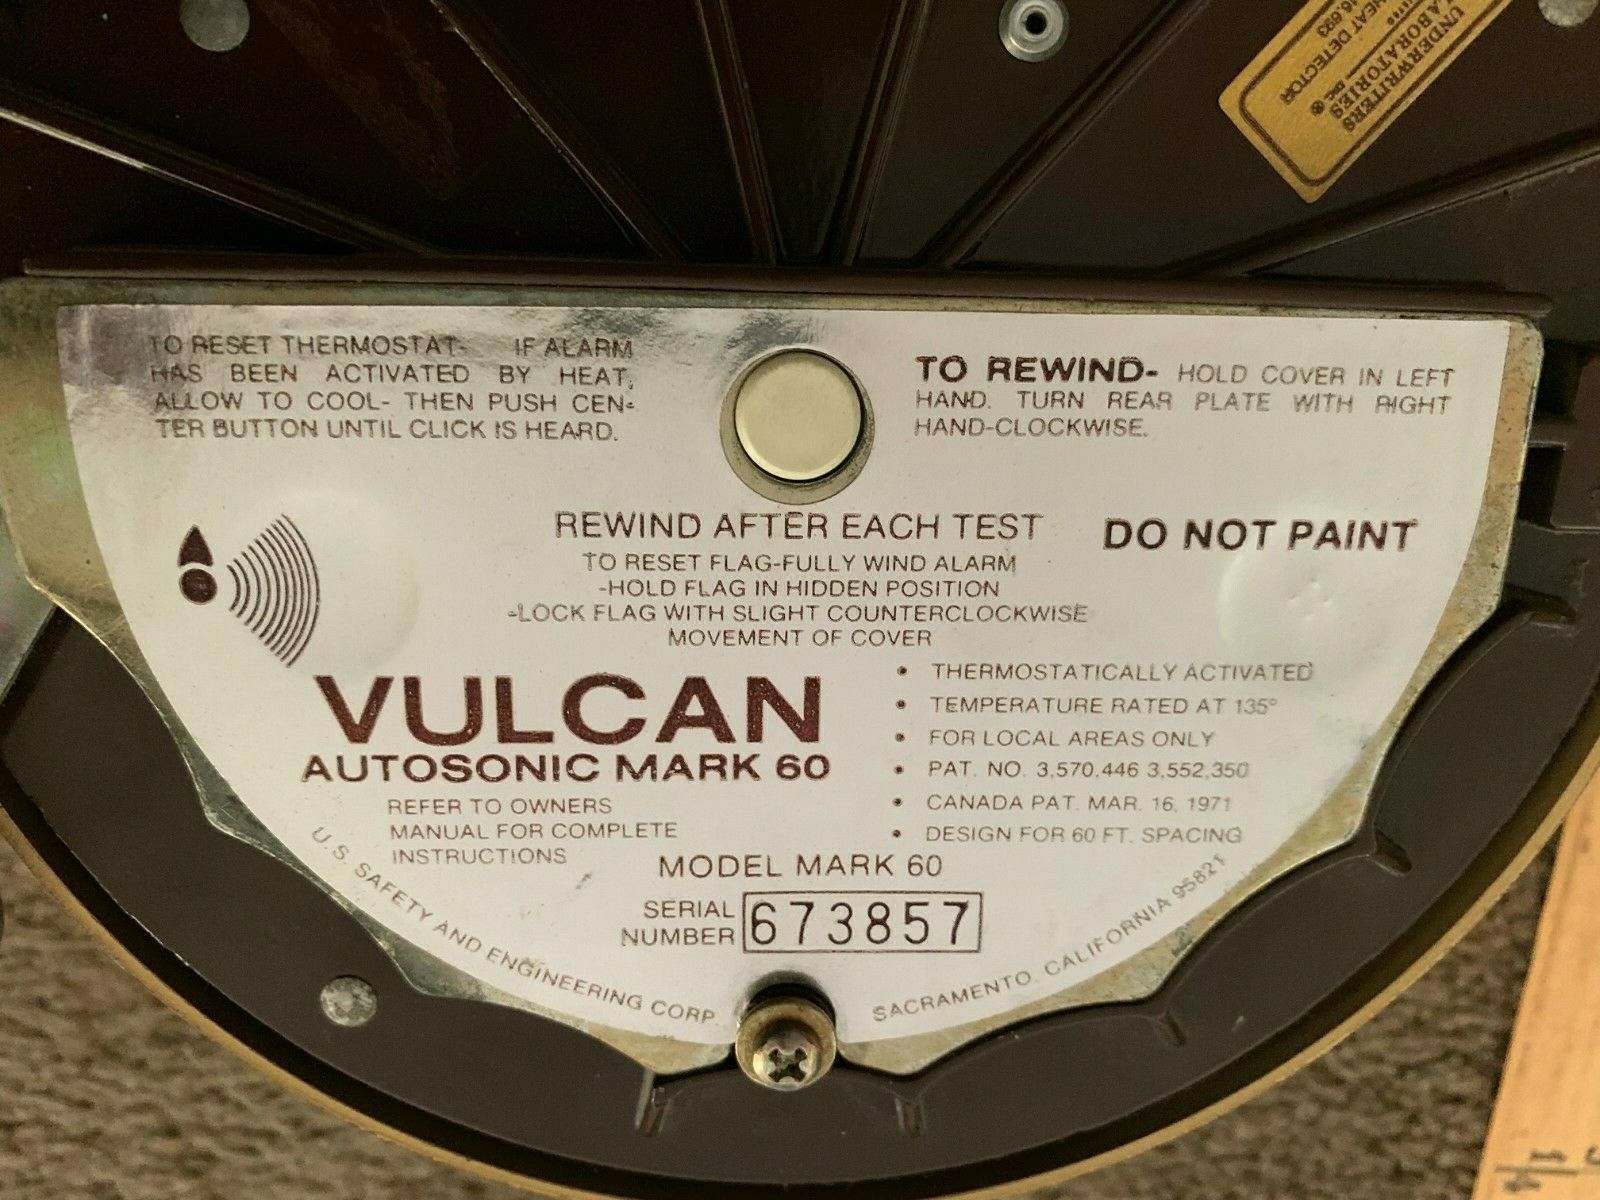 UNDERWRITERS
LABORATORIES
INC. ®
HEAT DETECTOR
TO RESET THERMOSTAT- IF ALARM
HAS BEEN ACTIVATED BY HEAT,
ALLOW TO COOL- THEN PUSH CEN-
TER BUTTON UNTIL CLICK IS HEARD.
TO REWIND- HOLD COVER IN LEFT
HAND. TURN REAR PLATE WITH RIGHT
HAND-CLOCKWISE.
REWIND AFTER EACH TEST
DO NOT PAINT
TO RESET FLAG-FULLY WIND ALARM
-HOLD FLAG IN HIDDEN POSITION
-LOCK FLAG WITH SLIGHT COUNTERCLOCKWISE
MOVEMENT OF COVER
VULCAN
AUTOSONIC MARK 60
REFER TO OWNERS
MANUAL FOR COMPLETE
INSTRUCTIONS
• THERMOSTATICALLY ACTIVATED
• TEMPERATURE RATED AT 135°
• FOR LOCAL AREAS ONLY
• PAT. NO. 3,570,446 3,552,350
• CANADA PAT. MAR. 16, 1971
• DESIGN FOR 60 FT. SPACING
MODEL MARK 60
SERIAL
NUMBER 673857
U.S. SAFETY AND ENGINEERING CORP.
SACRAMENTO, CALIFORNIA 95821